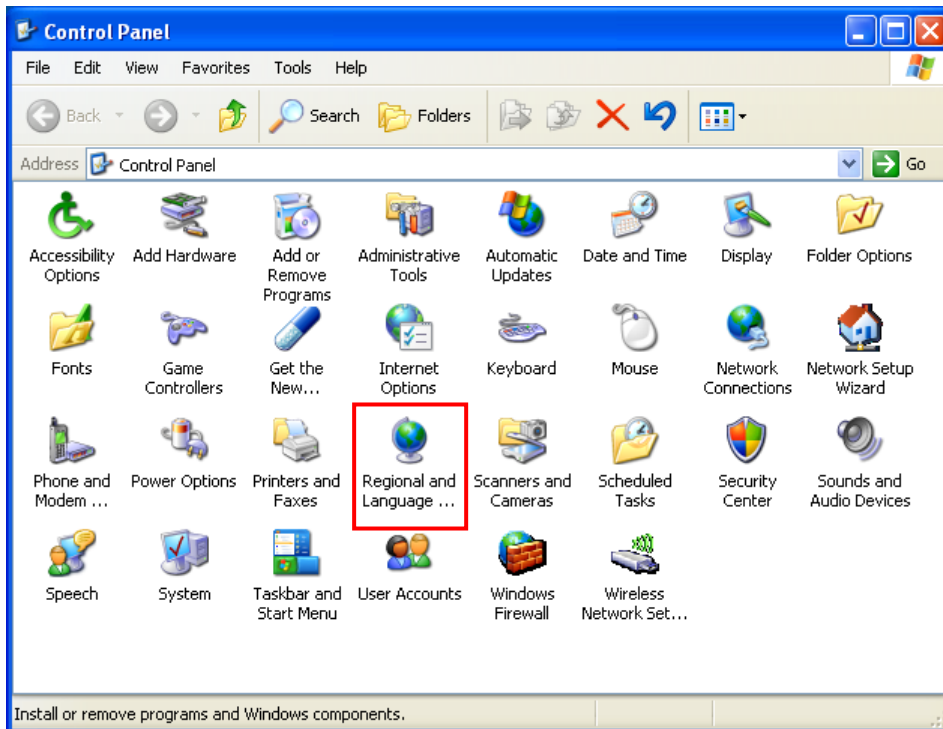 Control Panel
File Edit View Favorites Tools Help
Back Search Folders
Address Control Panel Go
Accessibility Options
Add Hardware
Add or Remove Programs
Administrative Tools
Automatic Updates
Date and Time
Display
Folder Options
Fonts
Game Controllers
Get the New...
Internet Options
Keyboard
Mouse
Network Connections
Network Setup Wizard
Phone and Modem ...
Power Options
Printers and Faxes
Regional and Language ...
Scanners and Cameras
Scheduled Tasks
Security Center
Sounds and Audio Devices
Speech
System
Taskbar and Start Menu
User Accounts
Windows Firewall
Wireless Network Set...
Install or remove programs and Windows components.